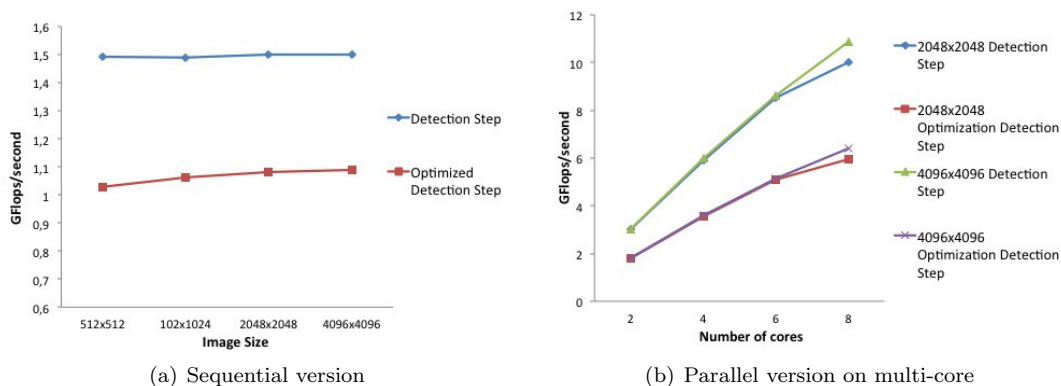 1,6
1,5
1,4
1,3
1,2
1,1
1
0,9
0,8
0,7
0,6
GFlops/second
512x512 102x1024 2048x2048 4096x4096
Image Size
Detection Step
Optimized
Detection Step
(a) Sequential version
12
10
8
6
4
2
0
GFlops/second
2 4 6 8
Number of cores
2048x2048 Detection
Step
2048x2048
Optimization Detection
Step
4096x4096 Detection
Step
4096x4096
Optimization Detection
Step
(b) Parallel version on multi-core